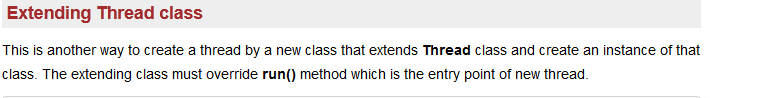 Extending Thread class
This is another way to create a thread by a new class that extends Thread class and create an instance of that
class. The extending class must override run() method which is the entry point of new thread.